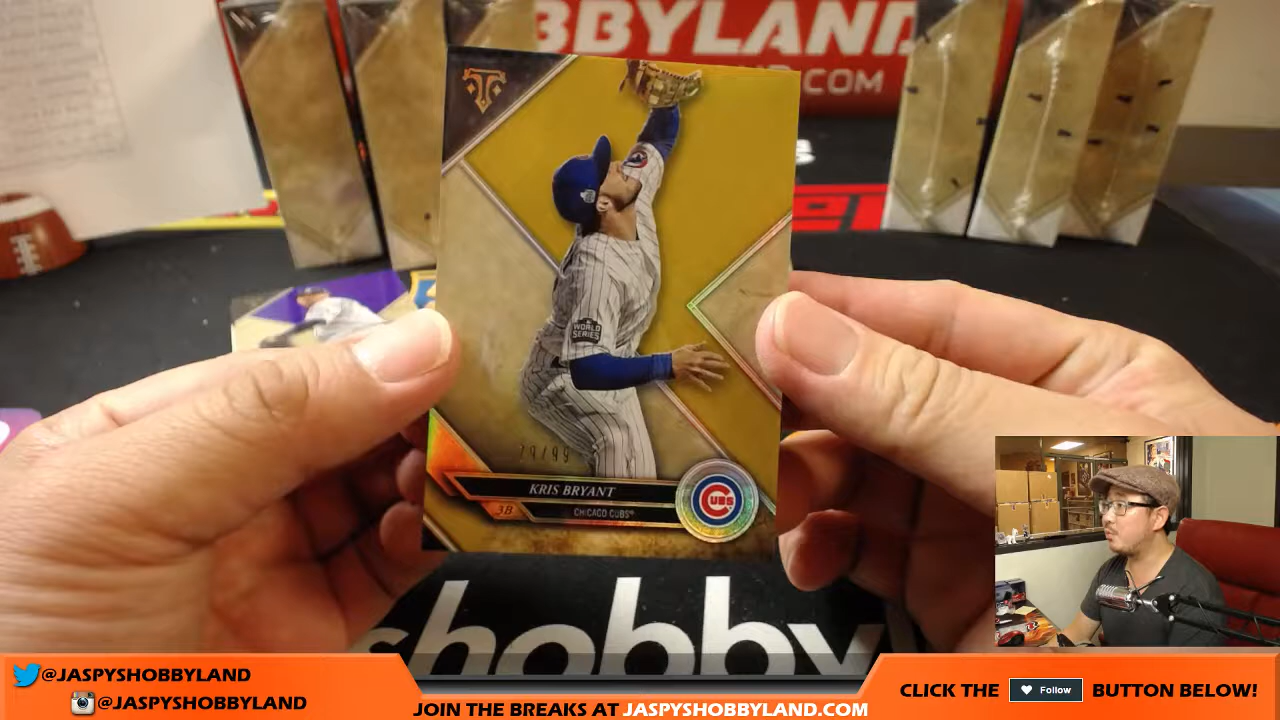 BBYLAND
.COM
T
WORLD SERIES
79/99
KRIS BRYANT
3B
CHICAGO CUBS
CUBS
shobby
@JASPYSHOBBYLAND
@JASPYSHOBBYLAND
JOIN THE BREAKS AT JASPYSHOBBYLAND.COM
CLICK THE Follow BUTTON BELOW!